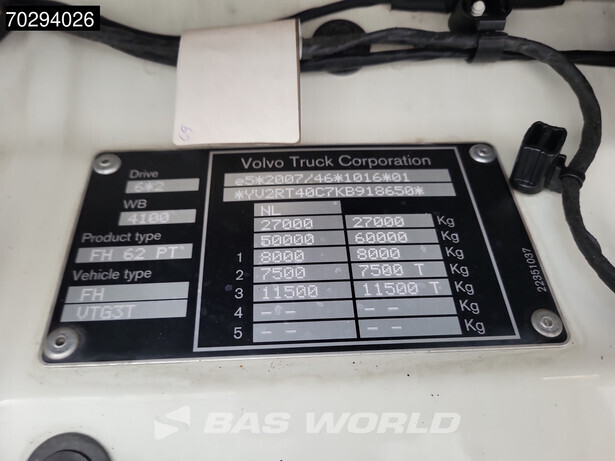 70294026
Volvo Truck Corporation
Drive
6*2
WB
4100
Product type
FH 62 PT
Vehicle type
FH
VTG3T
e5*2007/46*1016*01
*YV2RT40C7KB918650*
NL
27000 27000 Kg
50000 60000 Kg
1 8000 8000 Kg
2 7500 7500 T Kg
3 11500 11500 T Kg
4 -- -- Kg
5 -- -- Kg
22351037
BAS WORLD